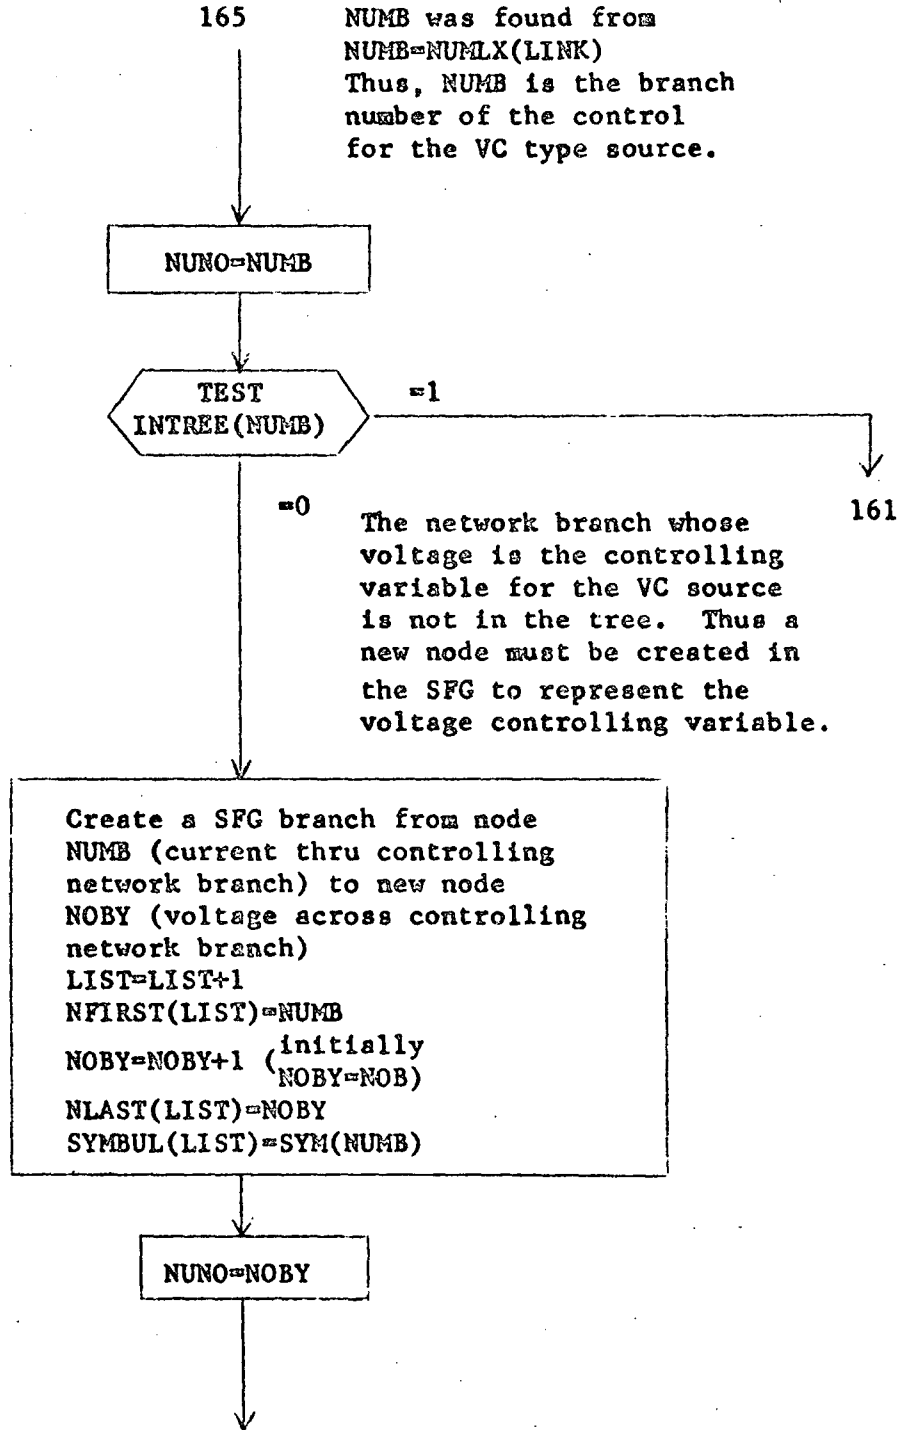 165
NUMB was found from
NUMB=NUMLX(LINK)
Thus, NUMB is the branch
number of the control
for the VC type source.
NUNO=NUMB
TEST
INTREE(NUMB)
=1
=0
161
The network branch whose
voltage is the controlling
variable for the VC source
is not in the tree. Thus a
new node must be created in
the SFG to represent the
voltage controlling variable.
Create a SFG branch from node
NUMB (current thru controlling
network branch) to new node
NOBY (voltage across controlling
network branch)
LIST=LIST+1
NFIRST(LIST)=NUMB
NOBY=NOBY+1 (initially
NOBY=NOB)
NLAST(LIST)=NOBY
SYMBUL(LIST)=SYM(NUMB)
NUNO=NOBY